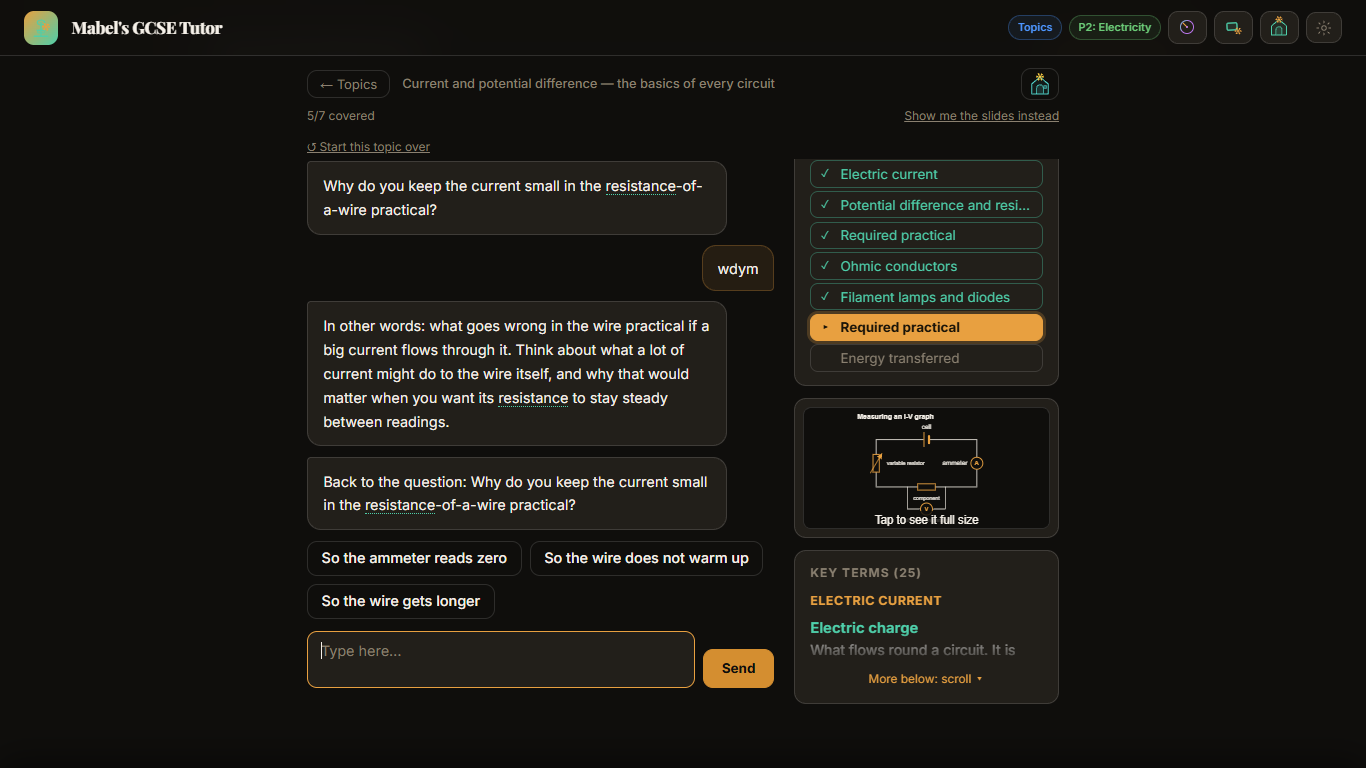 Mabel's GCSE Tutor
Topics
P2: Electricity
← Topics
Current and potential difference — the basics of every circuit
5/7 covered
Show me the slides instead
↺ Start this topic over
Why do you keep the current small in the resistance-of-
a-wire practical?
wdym
In other words: what goes wrong in the wire practical if a
big current flows through it. Think about what a lot of
current might do to the wire itself, and why that would
matter when you want its resistance to stay steady
between readings.
Back to the question: Why do you keep the current small
in the resistance-of-a-wire practical?
So the ammeter reads zero
So the wire does not warm up
So the wire gets longer
Type here...
Send
✓ Electric current
✓ Potential difference and resi...
✓ Required practical
✓ Ohmic conductors
✓ Filament lamps and diodes
▸ Required practical
Energy transferred
Measuring an I-V graph
cell
variable resistor
ammeter
A
component
V
Tap to see it full size
KEY TERMS (25)
ELECTRIC CURRENT
Electric charge
What flows round a circuit. It is
More below: scroll ▾